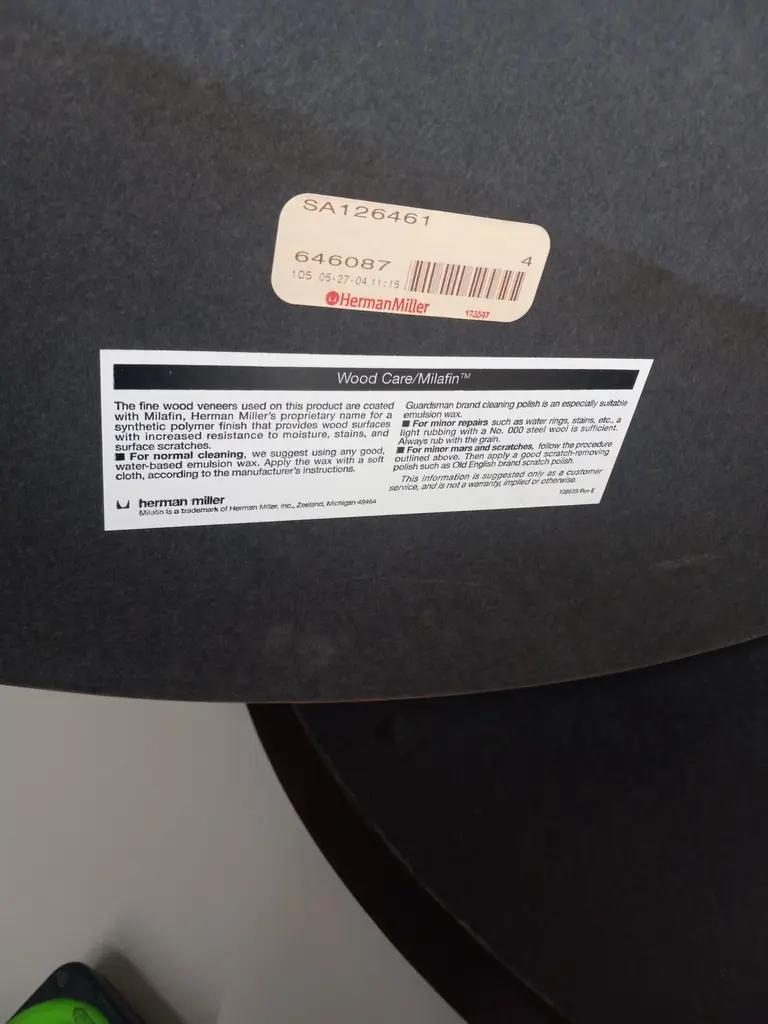 SA126461
646087 4
105 05-27-04 11:15
HermanMiller 173547
Wood Care/Milafin™
The fine wood veneers used on this product are coated
with Milafin, Herman Miller's proprietary name for a
synthetic polymer finish that provides wood surfaces
with increased resistance to moisture, stains, and
surface scratches.
■ For normal cleaning, we suggest using any good,
water-based emulsion wax. Apply the wax with a soft
cloth, according to the manufacturer's instructions.
herman miller
Milafin is a trademark of Herman Miller, Inc., Zeeland, Michigan 49464
Guardsman brand cleaning polish is an especially suitable
emulsion wax.
■ For minor repairs such as water rings, stains, etc., a
light rubbing with a No. 000 steel wool is sufficient.
Always rub with the grain.
■ For minor mars and scratches, follow the procedure
outlined above. Then apply a good scratch-removing
polish such as Old English brand scratch polish.
This information is suggested only as a customer
service, and is not a warranty, implied or otherwise.
Rev E